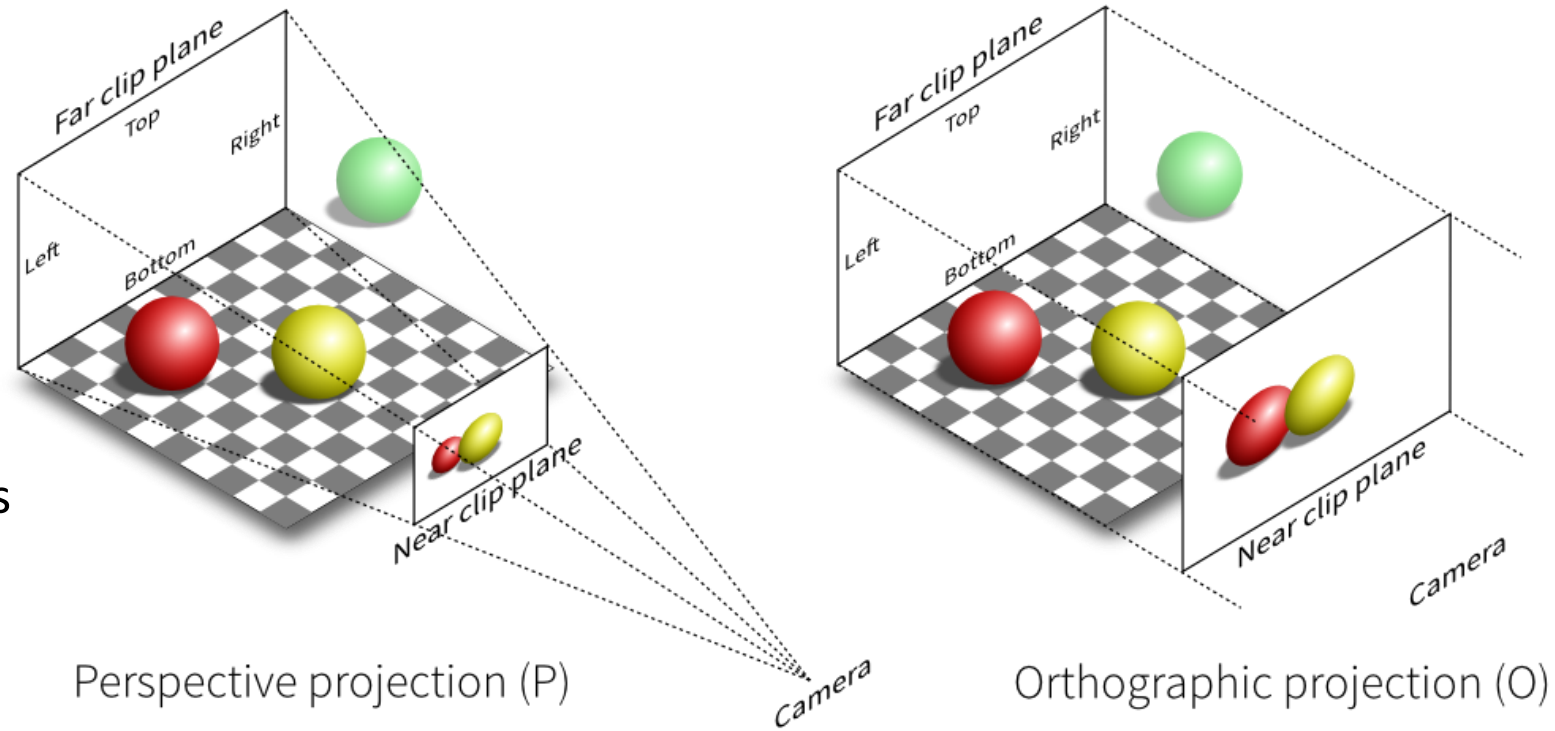 Far clip plane
Top
Right
Left
Bottom
s
Near clip plane
Camera
Perspective projection (P)
Far clip plane
Top
Right
Left
Bottom
Near clip plane
Camera
Orthographic projection (O)